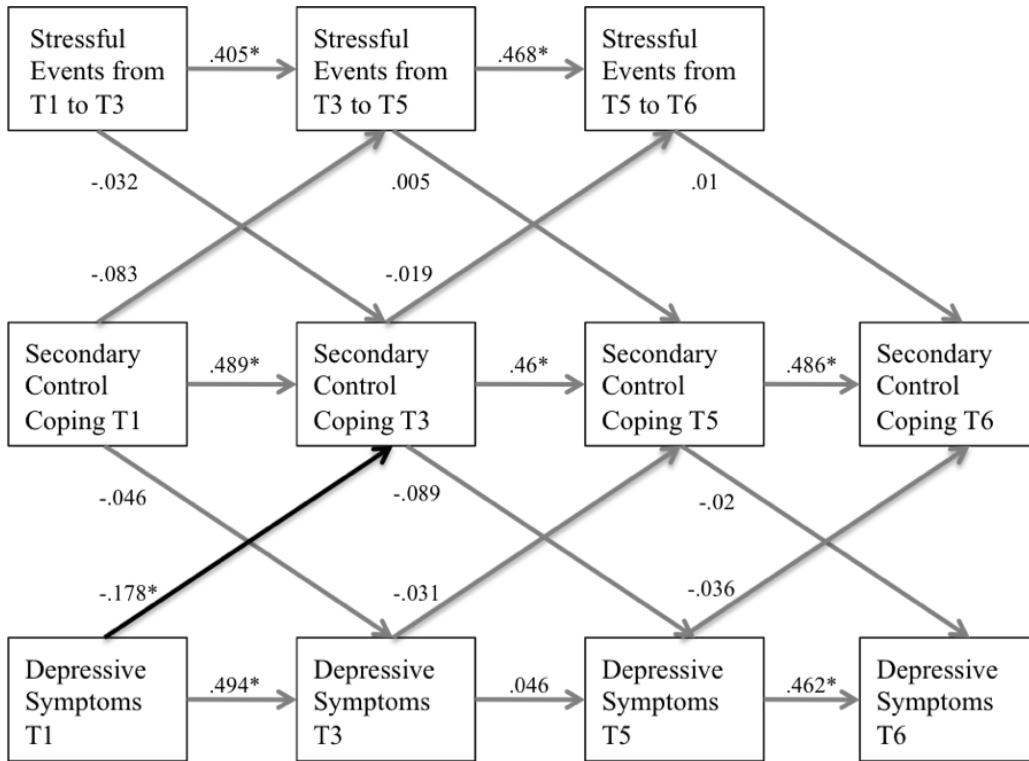 Stressful
Events from
T1 to T3
.405*
Stressful
Events from
T3 to T5
.468*
Stressful
Events from
T5 to T6
-.032
.005
.01
-.083
-.019
Secondary
Control
Coping T1
.489*
Secondary
Control
Coping T3
.46*
Secondary
Control
Coping T5
.486*
Secondary
Control
Coping T6
-.046
-.089
-.02
-.178*
-.031
-.036
Depressive
Symptoms
T1
.494*
Depressive
Symptoms
T3
.046
Depressive
Symptoms
T5
.462*
Depressive
Symptoms
T6